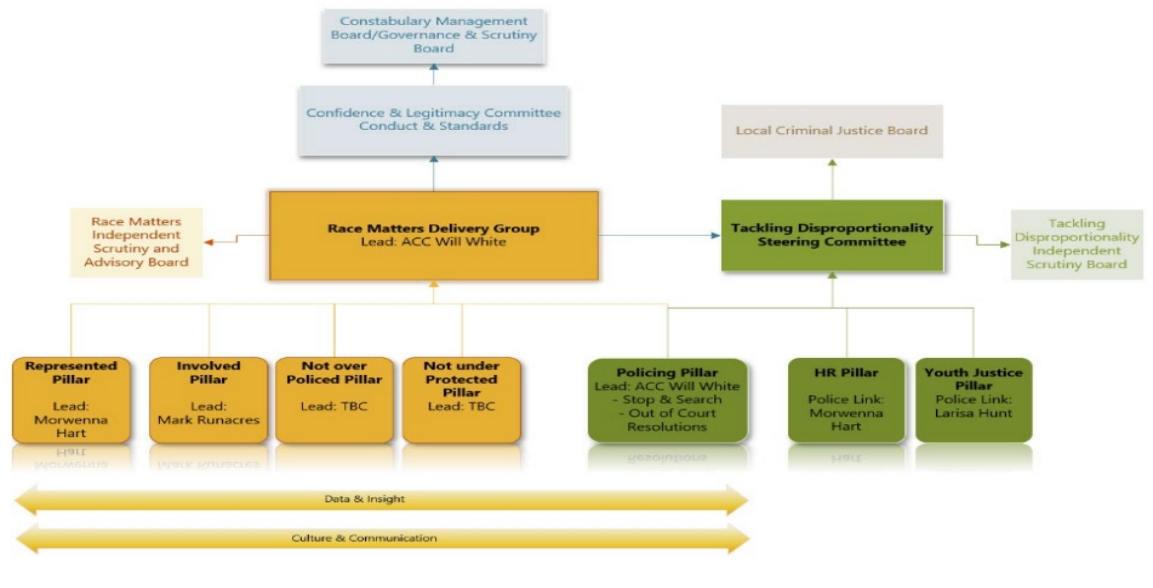 Constabulary Management
Board/Governance & Scrutiny
Board
Confidence & Legitimacy Committee
Conduct & Standards
Local Criminal Justice Board
Race Matters
Independent
Scrutiny and
Advisory Board
Race Matters Delivery Group
Lead: ACC Will White
Tackling Disproportionality
Steering Committee
Tackling
Disproportionality
Independent
Scrutiny Board
Represented
Pillar
Lead:
Morwenna
Hart
Involved
Pillar
Lead:
Mark Runacres
Not over
Policed Pillar
Lead: TBC
Not under
Protected
Pillar
Lead: TBC
Policing Pillar
Lead: ACC Will White
- Stop & Search
- Out of Court
Resolutions
HR Pillar
Police Link:
Morwenna
Hart
Youth Justice
Pillar
Police Link:
Larisa Hunt
Data & Insight
Culture & Communication